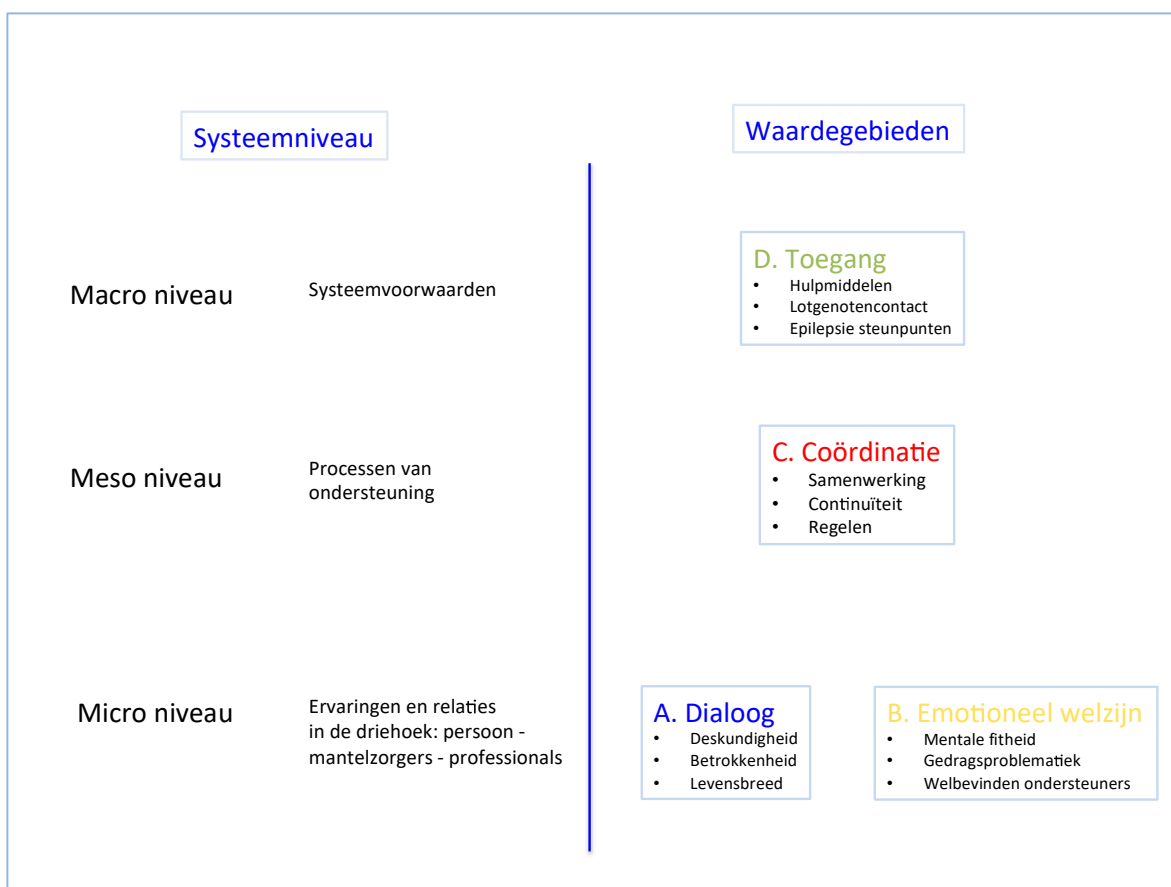 Systeemniveau
Waardegebieden
Macro niveau
Systeemvoorwaarden
D. Toegang
• Hulpmiddelen
• Lotgenotencontact
• Epilepsie steunpunten
Meso niveau
Processen van
ondersteuning
C. Coördinatie
• Samenwerking
• Continuïteit
• Regelen
Micro niveau
Ervaringen en relaties
in de driehoek: persoon -
mantelzorgers - professionals
A. Dialoog
• Deskundigheid
• Betrokkenheid
• Levensbreed
B. Emotioneel welzijn
• Mentale fitheid
• Gedragsproblematiek
• Welbevinden ondersteuners